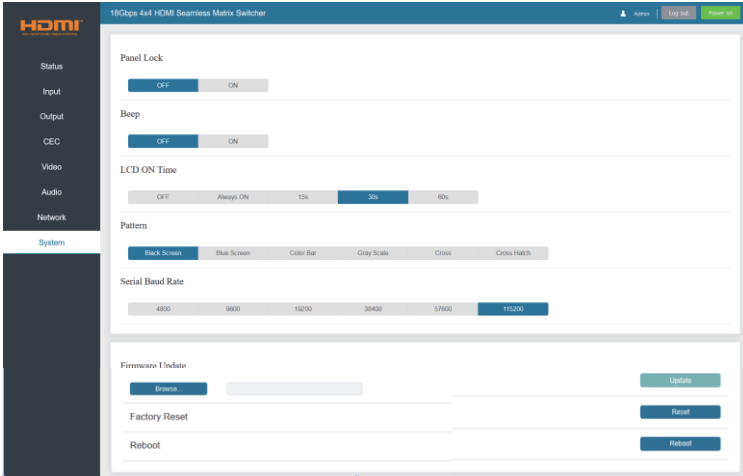 HDMI
18Gbps 4x4 HDMI Seamless Matrix Switcher
Admin Log out Power on
Status
Input
Output
CEC
Video
Audio
Network
System
Panel Lock
OFF ON
Beep
OFF ON
LCD ON Time
OFF Always ON 15s 30s 60s
Pattern
Black Screen Blue Screen Color Bar Gray Scale Cross Cross Hatch
Serial Baud Rate
4800 9600 19200 38400 57600 115200
Firmware Update
Browse... Update
Factory Reset Reset
Reboot Reboot